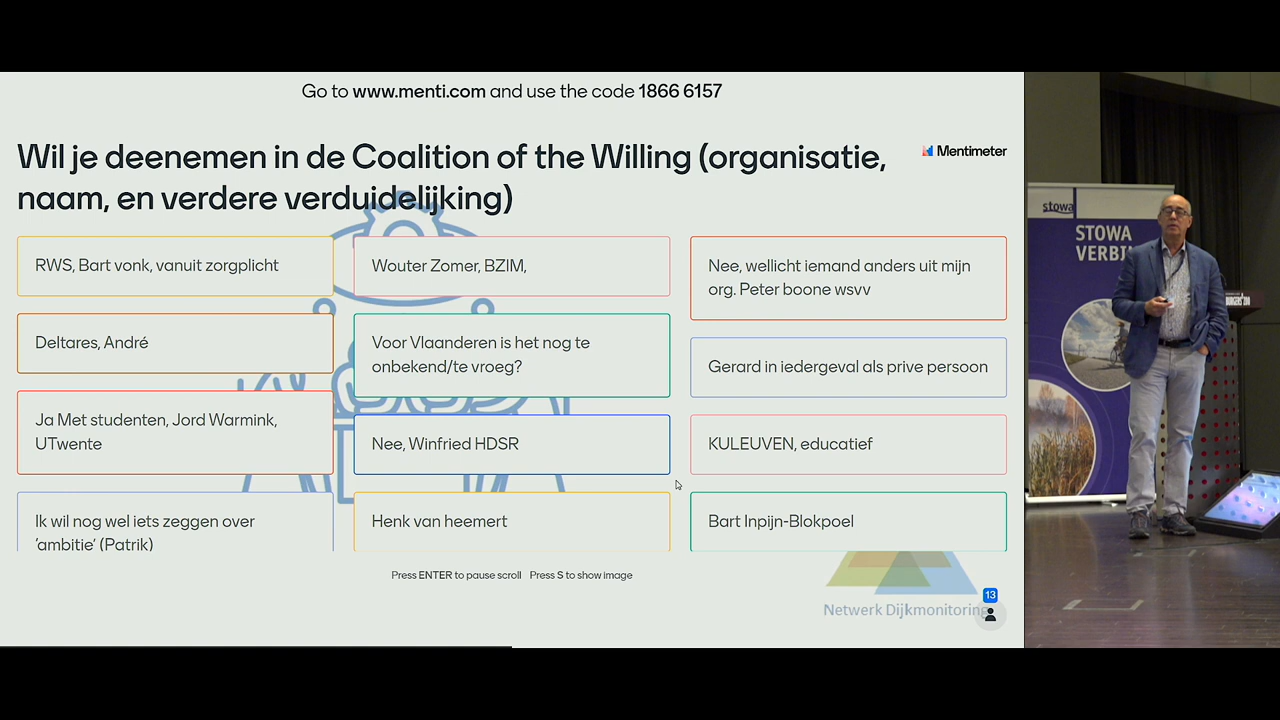 Go to www.menti.com and use the code 1866 6157
Wil je deenemen in de Coalition of the Willing (organisatie,
naam, en verdere verduidelijking)
Mentimeter
RWS, Bart vonk, vanuit zorgplicht
Deltares, André
Ja Met studenten, Jord Warmink,
UTwente
Ik wil nog wel iets zeggen over
'ambitie' (Patrik)
Wouter Zomer, BZIM,
Voor Vlaanderen is het nog te
onbekend/te vroeg?
Nee, Winfried HDSR
Henk van heemert
Nee, wellicht iemand anders uit mijn
org. Peter boone wsvv
Gerard in iedergeval als prive persoon
KULEUVEN, educatief
Bart Inpijn-Blokpoel
Press ENTER to pause scroll Press S to show image
Netwerk Dijkmonitoring
13
stowa
STOWA
VERBI